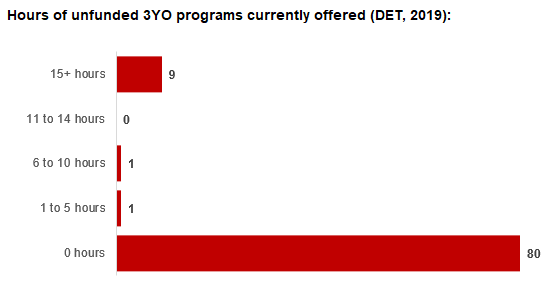 Hours of unfunded 3YO programs currently offered (DET, 2019):
15+ hours 9
11 to 14 hours 0
6 to 10 hours 1
1 to 5 hours 1
0 hours 80